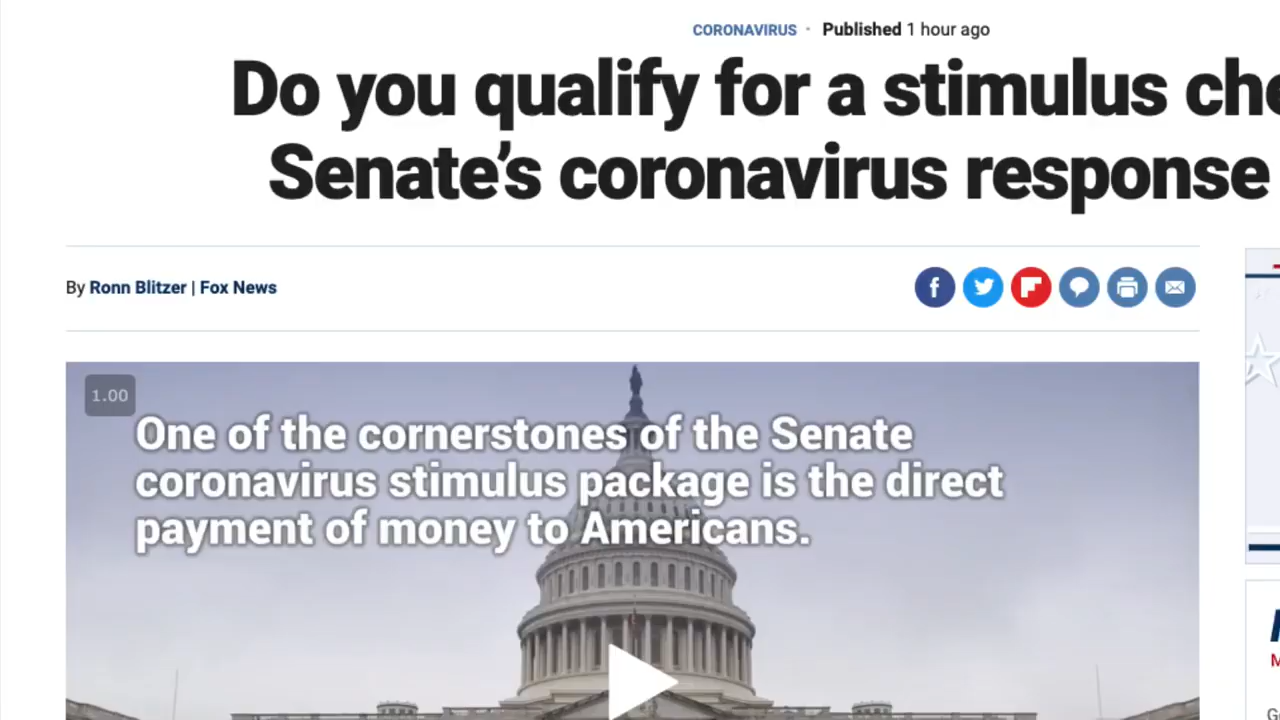 CORONAVIRUS · Published 1 hour ago
Do you qualify for a stimulus che
Senate’s coronavirus response
By Ronn Blitzer | Fox News
1.00
One of the cornerstones of the Senate
coronavirus stimulus package is the direct
payment of money to Americans.